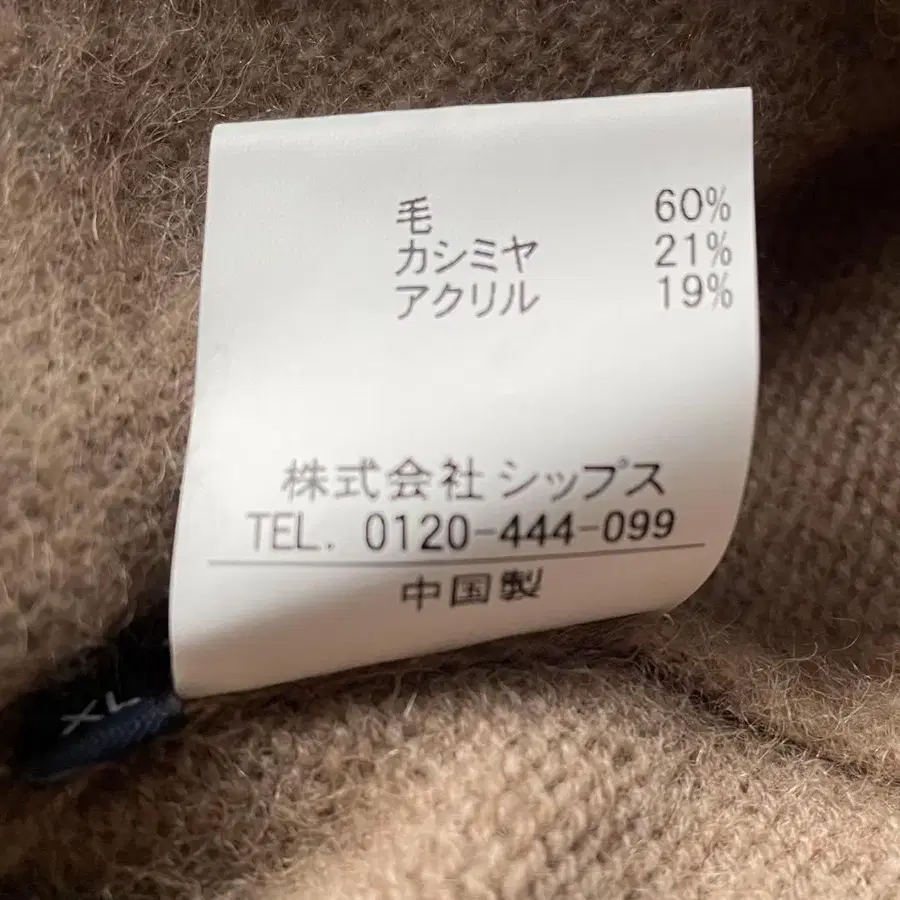 毛 60%
カシミヤ 21%
アクリル 19%
株式会社 シップス
TEL. 0120-444-099
中国製
XL